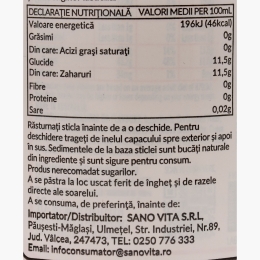 DECLARAȚIE NUTRIȚIONALĂ VALORI MEDII PER 100mL
Valoare energetică 196kJ (46kcal)
Grăsimi 0g
Din care: Acizi grași saturați 0g
Glucide 11,5g
Din care: Zaharuri 11,5g
Fibre 0g
Proteine 0g
Sare 0,02g
Răsturnați sticla înainte de a o deschide. Pentru
deschidere trageți de inelul capacului spre exterior și apoi
in sus. Sedimentele de la baza sticlei sunt bucăți naturale
din ingrediente și sunt sigure pentru consum.
Produs nerecomadat sugarilor.
A se păstra la loc uscat ferit de îngheț și de razele
directe ale soarelui.
A se consuma, de preferință, înainte de:
Importator/Distribuitor: SANO VITA S.R.L,
Păușești-Măglași, Ulmețel, Str. Industriei, Nr.89,
Jud. Vâlcea, 247473, TEL: 0250 776 333
Email: infoconsumator@sanovita.ro